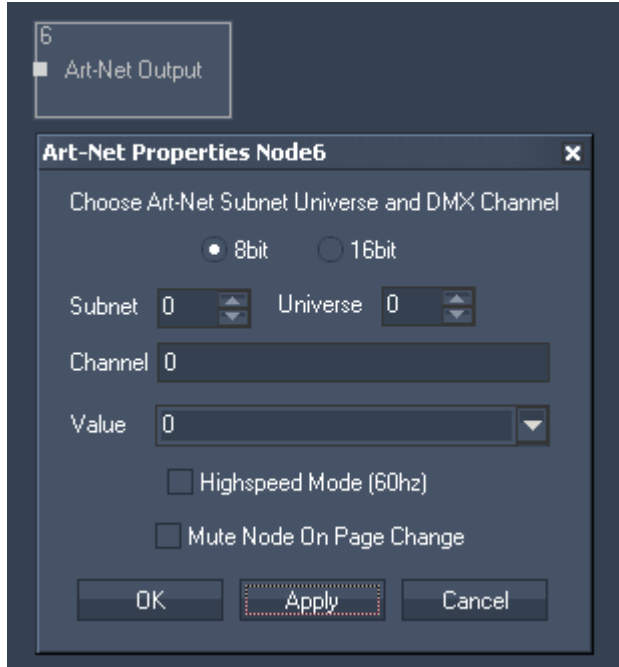 6
Art-Net Output
Art-Net Properties Node6
Choose Art-Net Subnet Universe and DMX Channel
8bit 16bit
Subnet 0 Universe 0
Channel 0
Value 0
Highspeed Mode (60hz)
Mute Node On Page Change
OK Apply Cancel